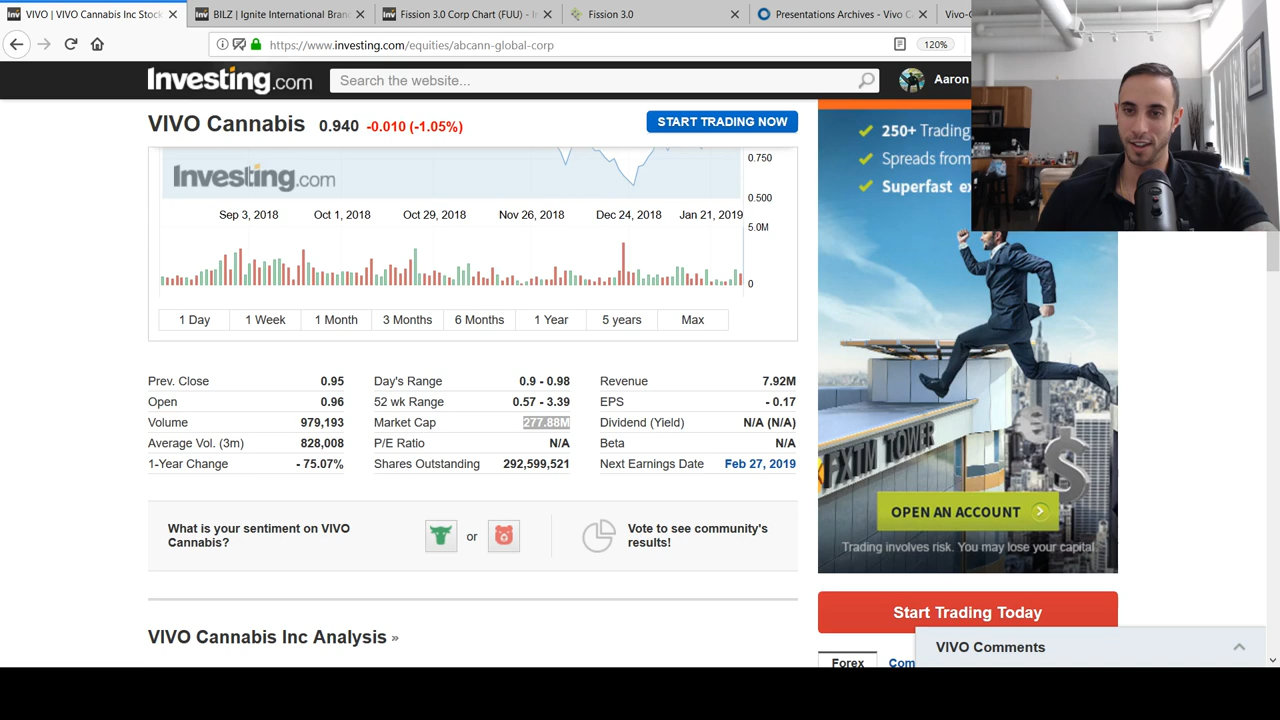 VIVO | VIVO Cannabis Inc Stock
BILZ | Ignite International Bran
Fission 3.0 Corp Chart (FUU) - I
Fission 3.0
Presentations Archives - Vivo C
Vivo-C
https://www.investing.com/equities/abcann-global-corp
120%
Investing.com
Search the website...
Aaron
VIVO Cannabis 0.940 -0.010 (-1.05%)
START TRADING NOW
Investing.com
0.750
0.500
Sep 3, 2018 Oct 1, 2018 Oct 29, 2018 Nov 26, 2018 Dec 24, 2018 Jan 21, 2019
5.0M
0
1 Day 1 Week 1 Month 3 Months 6 Months 1 Year 5 years Max
Prev. Close 0.95 Day's Range 0.9 - 0.98 Revenue 7.92M
Open 0.96 52 wk Range 0.57 - 3.39 EPS - 0.17
Volume 979,193 Market Cap 277.88M Dividend (Yield) N/A (N/A)
Average Vol. (3m) 828,008 P/E Ratio N/A Beta N/A
1-Year Change - 75.07% Shares Outstanding 292,599,521 Next Earnings Date Feb 27, 2019
What is your sentiment on VIVO
Cannabis?
or
Vote to see community's
results!
VIVO Cannabis Inc Analysis »
250+ Trading
Spreads from
Superfast ex
FXTM TOWER
OPEN AN ACCOUNT
Trading involves risk. You may lose your capital.
Start Trading Today
VIVO Comments
Forex Com